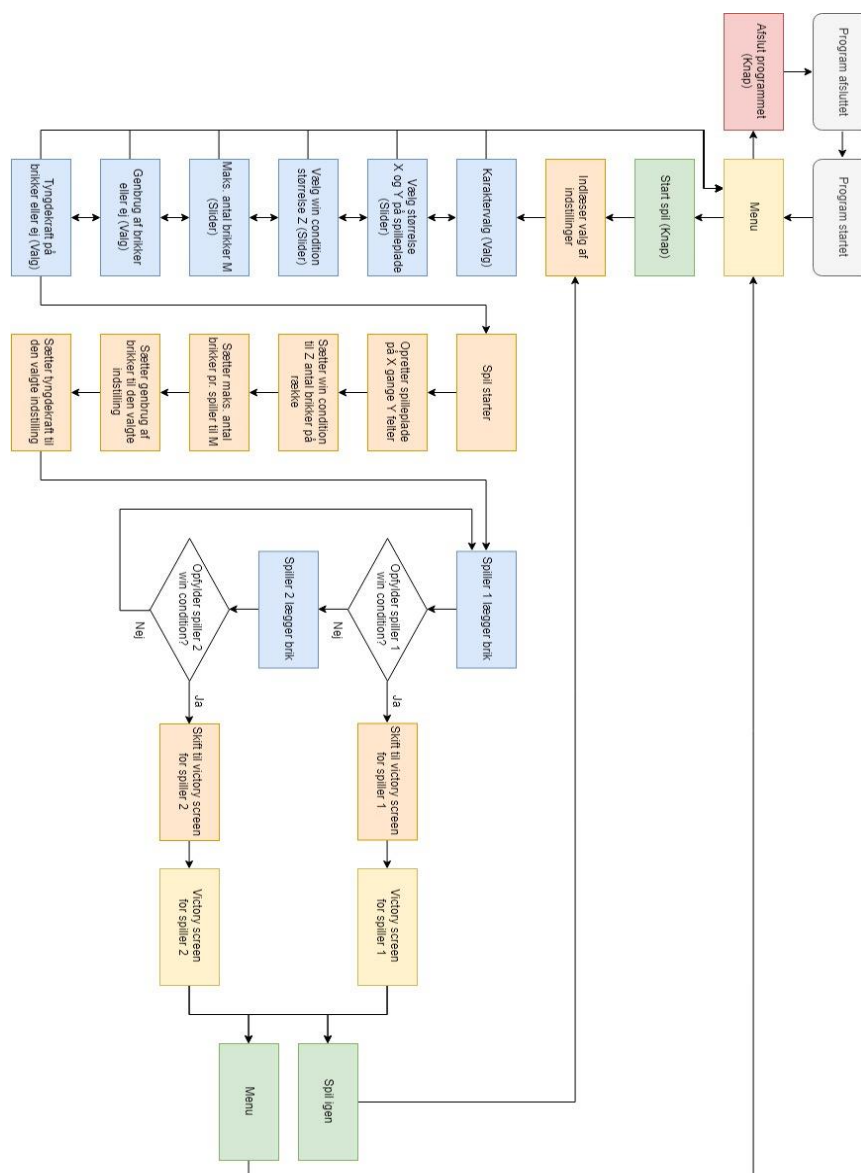 Program afsluttet
Program startet
Afslut programmet
(Knap)
Menu
Start spil (Knap)
Indlæser valg af
indstillinger
Karaktervalg (Valg)
Vælg størrelse
X og Y på spilleplade
(Slider)
Vælg win condition
størrelse Z (Slider)
Maks. antal brikker M
(Slider)
Genbrug af brikker
eller ej (Valg)
Tyngdekraft på
brikker eller ej (Valg)
Spil starter
Opretter spilleplade
på X gange Y felter
Sætter win condition
til Z antal brikker på
række
Sætter maks. antal
brikker pr. spiller til M
Sætter genbrug af
brikker til den valgte
indstilling
Sætter tyngdekraft til
den valgte indstilling
Spiller 1 lægger brik
Opfylder spiller 1
win condition?
Nej
Ja
Spiller 2 lægger brik
Opfylder spiller 2
win condition?
Nej
Ja
Skift til victory screen
for spiller 1
Skift til victory screen
for spiller 2
Victory screen
for spiller 1
Victory screen
for spiller 2
Spil igen
Menu